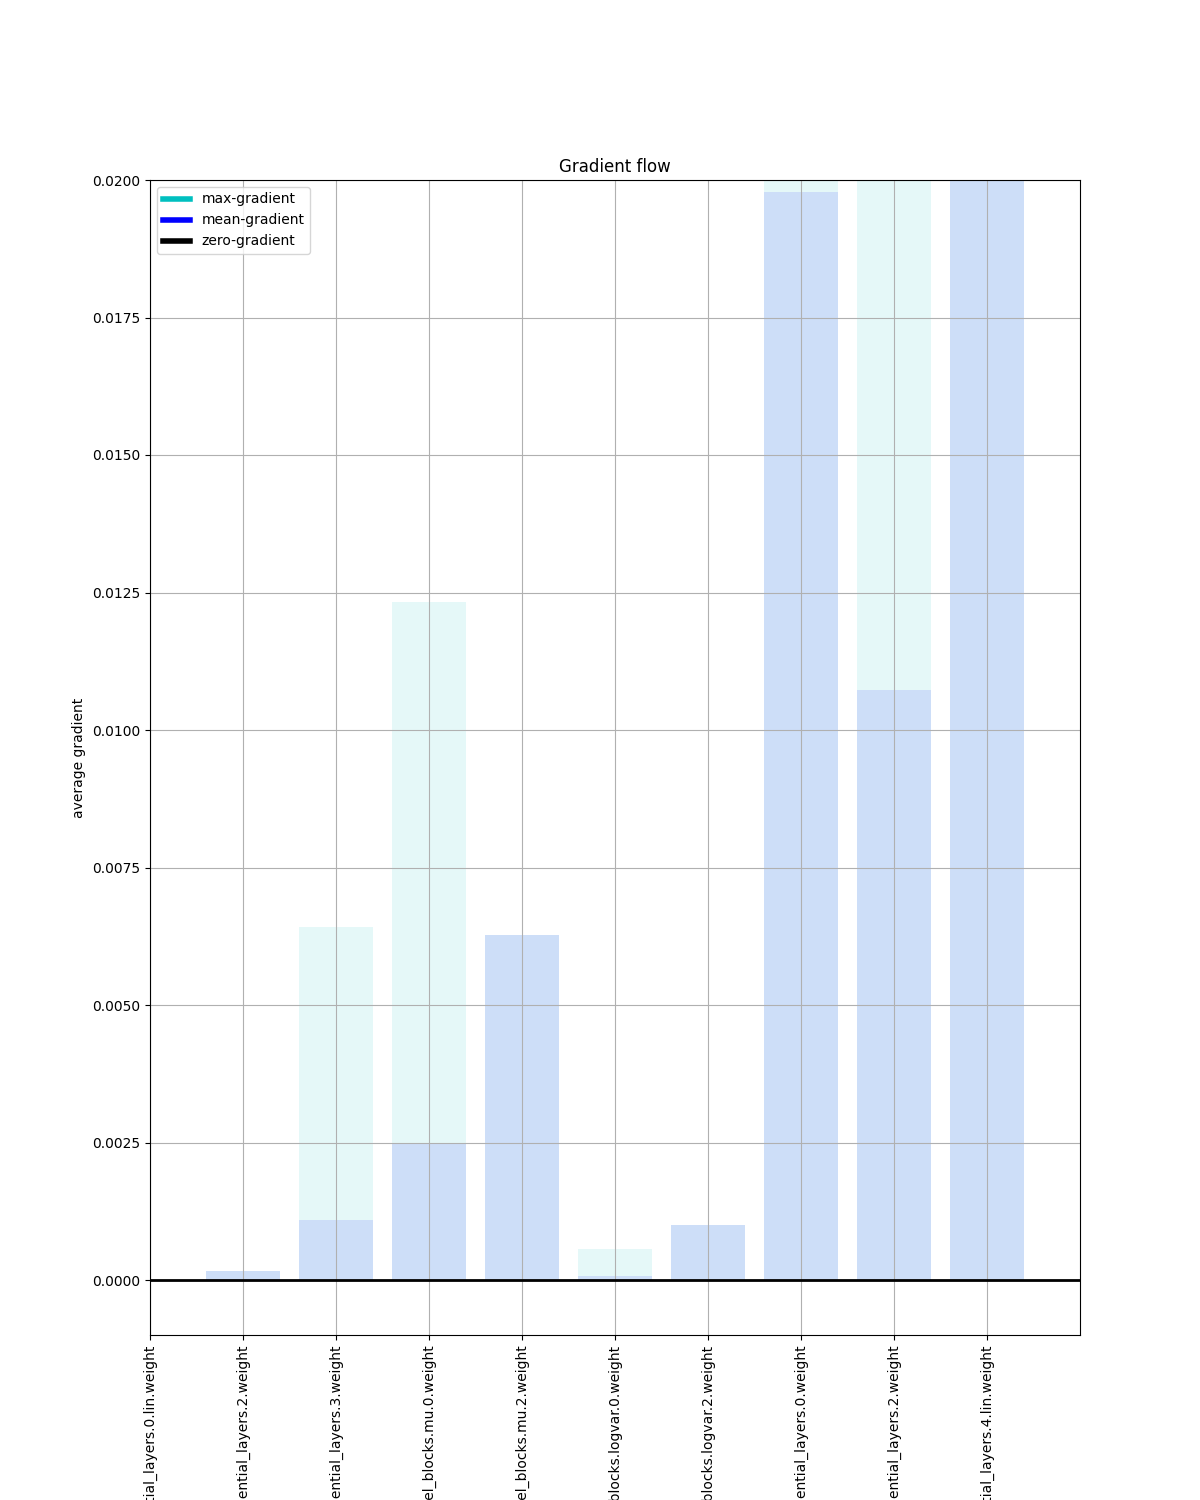 Gradient flow
max-gradient
mean-gradient
zero-gradient
0.0200
0.0175
0.0150
0.0125
0.0100
0.0075
0.0050
0.0025
0.0000
average gradient
tial_layers.0.lin.weight
ential_layers.2.weight
ential_layers.3.weight
el_blocks.mu.0.weight
el_blocks.mu.2.weight
blocks.logvar.0.weight
blocks.logvar.2.weight
ential_layers.0.weight
ential_layers.2.weight
tial_layers.4.lin.weight